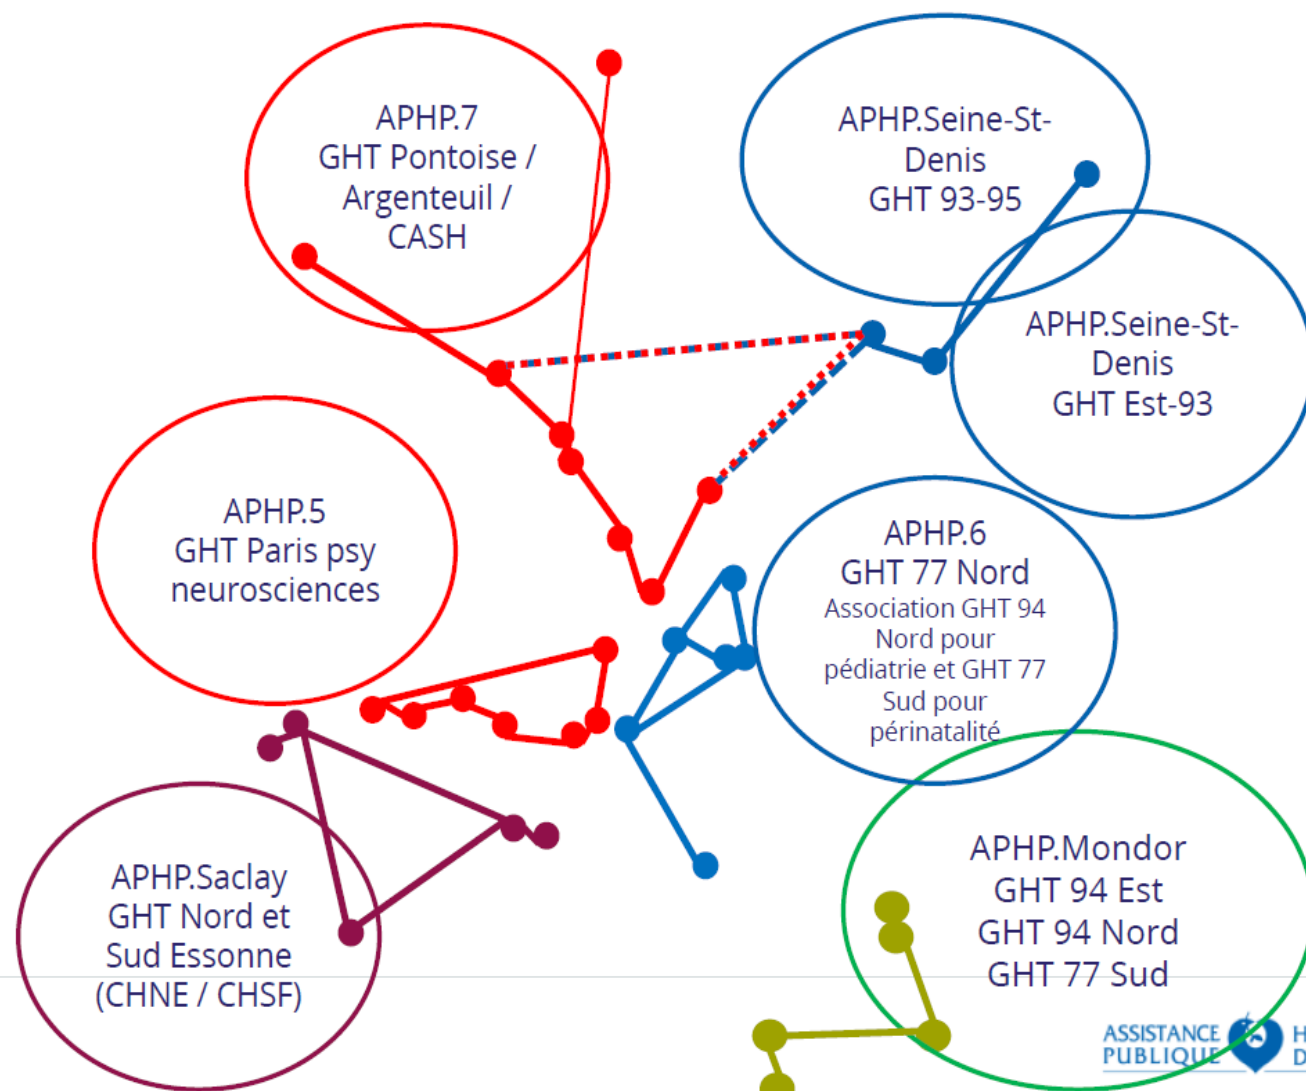 APHP.7
GHT Pontoise /
Argenteuil /
CASH
APHP.Seine-St-
Denis
GHT 93-95
APHP.Seine-St-
Denis
GHT Est-93
APHP.5
GHT Paris psy
neurosciences
APHP.6
GHT 77 Nord
Association GHT 94
Nord pour
pédiatrie et GHT 77
Sud pour
périnatalité
APHP.Saclay
GHT Nord et
Sud Essonne
(CHNE / CHSF)
APHP.Mondor
GHT 94 Est
GHT 94 Nord
GHT 77 Sud
ASSISTANCE
PUBLIQUE